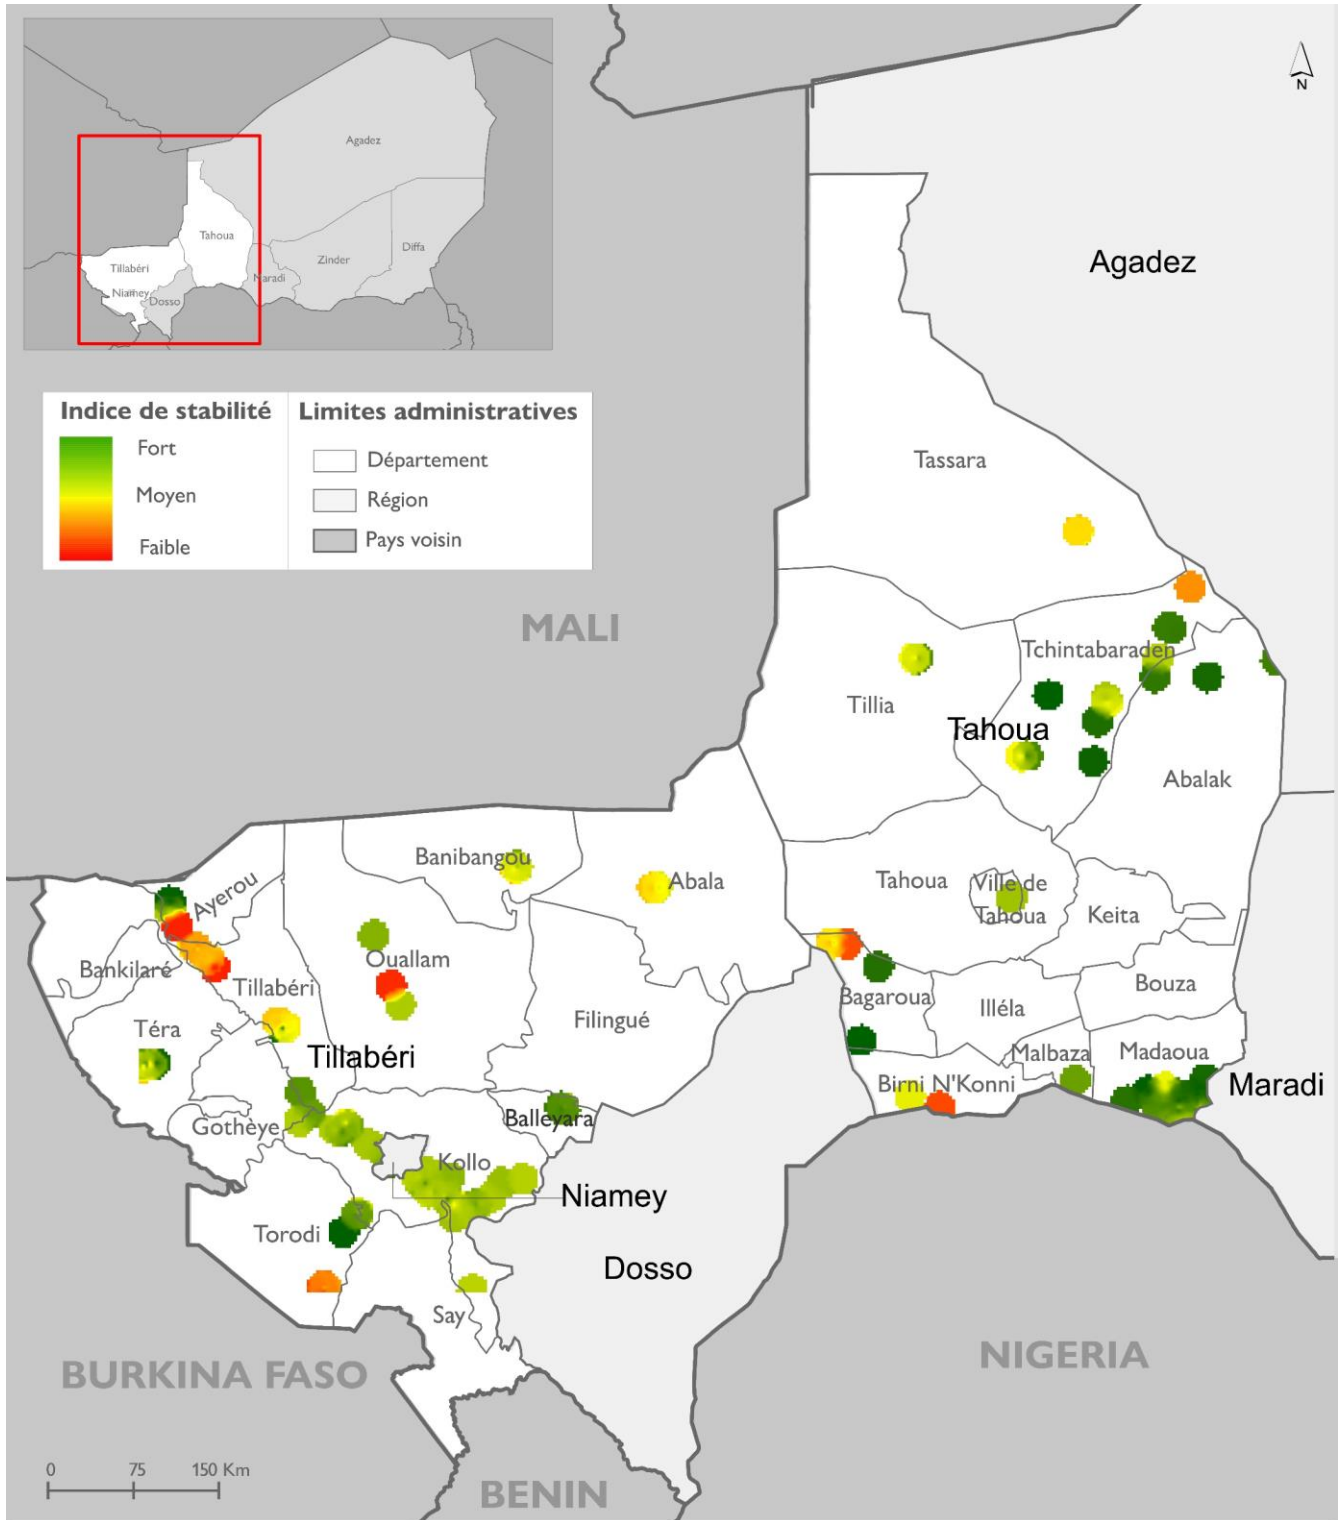 Agadez
Tahoua
Tillabéri
Niamey
Dosso
Maradi
Zinder
Diffa
N
Indice de stabilité
Fort
Moyen
Faible
Limites administratives
Département
Région
Pays voisin
Agadez
Tassara
MALI
Tchintabaraden
Tillia
Tahoua
Abalak
Banibangou
Abala
Tahoua
Ville de
Tahoua
Keita
Ayerou
Bankilaré
Ouallam
Tillabéri
Bagaroua
Illéla
Bouza
Téra
Filingué
Tillabéri
Malbaza
Madaoua
Birni N'Konni
Maradi
Gothèye
Balleyara
Kollo
Niamey
Torodi
Dosso
Say
BURKINA FASO
NIGERIA
0 75 150 Km
BENIN